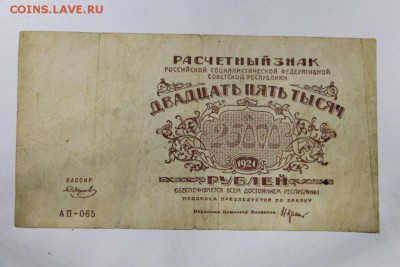 COINS.LAVE.RU
РАСЧЕТНЫЙ ЗНАК
РОССИЙСКОЙ СОЦИАЛИСТИЧЕСКОЙ ФЕДЕРАТИВНОЙ
СОВЕТСКОЙ РЕСПУБЛИКИ
ДВАДЦАТЬ ПЯТЬ ТЫСЯЧ
25000
1921
РУБЛЕЙ
ОБЕСПЕЧИВАЕТСЯ ВСЕМ ДОСТОЯНИЕМ РЕСПУБЛИКИ
ПОДДЕЛКА ПРЕСЛЕДУЕТСЯ ПО ЗАКОНУ
Народный Комиссар Финансов
КАССИР
АП-065